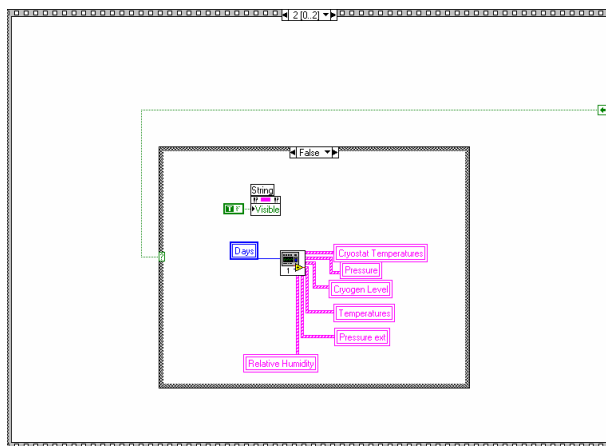 2 [0..2]
False
String
Visible
T F
?
Days
1
Cryostat Temperatures
Pressure
Cryogen Level
Temperatures
Pressure ext
Relative Humidity